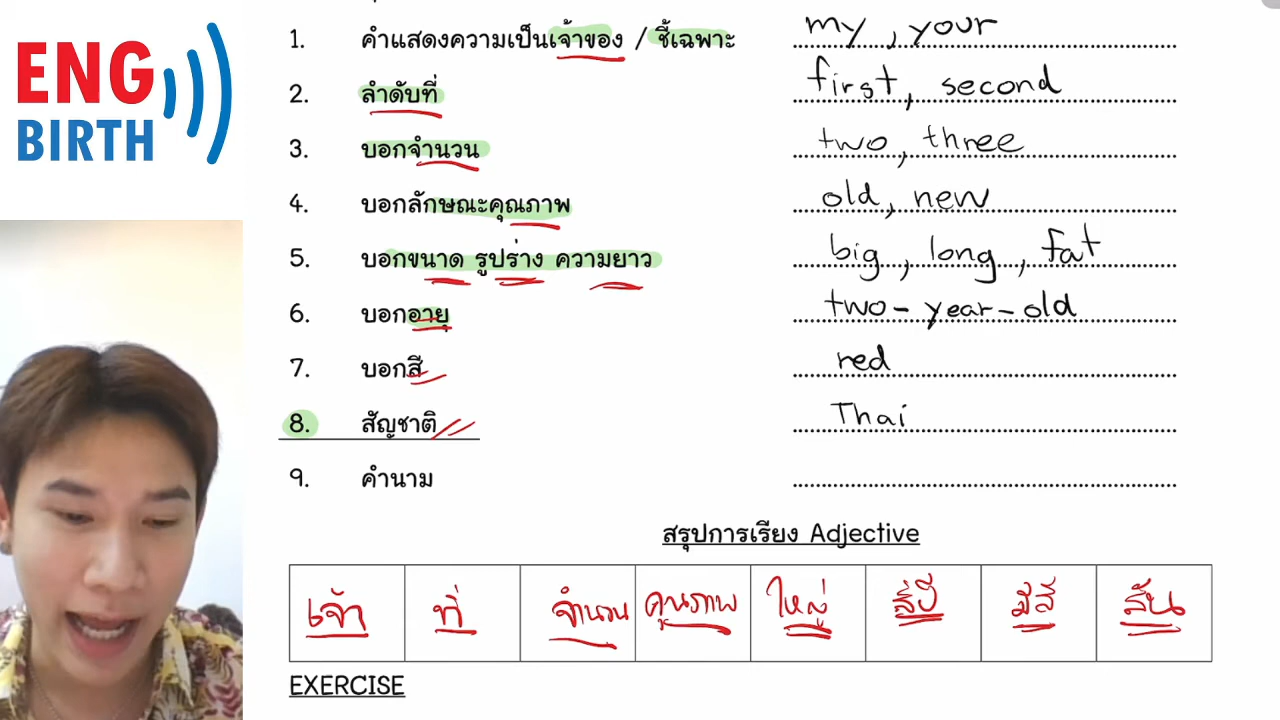 ENG
BIRTH
1. คำแสดงความเป็นเจ้าของ / ชี้เฉพาะ my, your
2. ลำดับที่ first, second
3. บอกจำนวน two, three
4. บอกลักษณะคุณภาพ old, new
5. บอกขนาด รูปร่าง ความยาว big, long, fat
6. บอกอายุ two-year-old
7. บอกสี red
8. สัญชาติ Thai
9. คำนาม
สรุปการเรียง Adjective
เจ้า ที่ จำนวน คุณภาพ ใหญ่ สี่ปี มีสี สัน
EXERCISE